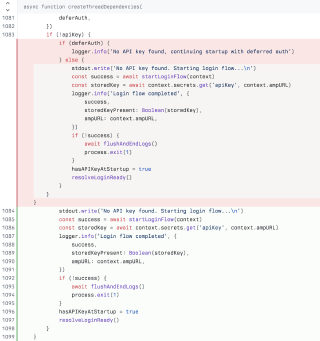 async function createThreadDependencies(
1081 deferAuth,
1082 })
1083 if (!apiKey) {
if (deferAuth) {
logger.info('No API key found, continuing startup with deferred auth')
} else {
stdout.write('No API key found. Starting login flow...\n')
const success = await startLoginFlow(context)
const storedKey = await context.secrets.get('apiKey', context.ampURL)
logger.info('Login flow completed', {
success,
storedKeyPresent: Boolean(storedKey),
ampURL: context.ampURL,
})
if (!success) {
await flushAndEndLogs()
process.exit(1)
}
hasAPIKeyAtStartup = true
resolveLoginReady()
}
}
1084 stdout.write('No API key found. Starting login flow...\n')
1085 const success = await startLoginFlow(context)
1086 const storedKey = await context.secrets.get('apiKey', context.ampURL)
1087 logger.info('Login flow completed', {
1088 success,
1089 storedKeyPresent: Boolean(storedKey),
1090 ampURL: context.ampURL,
1091 })
1092 if (!success) {
1093 await flushAndEndLogs()
1094 process.exit(1)
1095 }
1096 hasAPIKeyAtStartup = true
1097 resolveLoginReady()
1098 }
1099 }